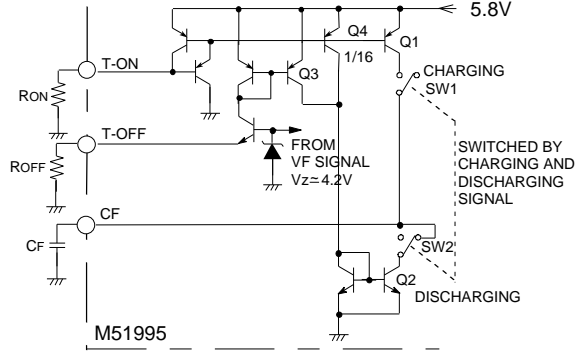 5.8V
Q4
Q1
T-ON
Q3
1/16
CHARGING
SW1
RON
T-OFF
FROM
VF SIGNAL
Vz≃4.2V
SWITCHED BY
CHARGING AND
DISCHARGING
SIGNAL
ROFF
CF
SW2
CF
Q2
DISCHARGING
M51995